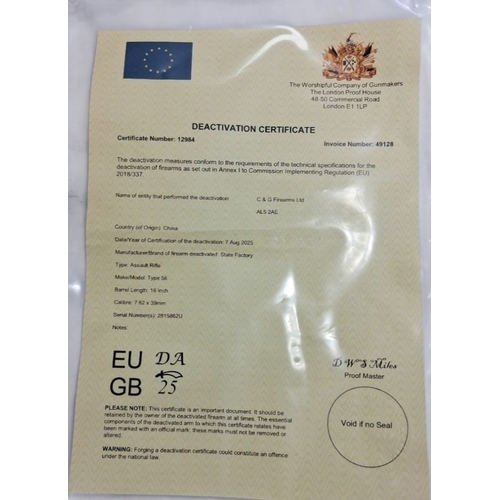 The Worshipful Company of Gunmakers
The London Proof House
48-50 Commercial Road
London E1 1LP
DEACTIVATION CERTIFICATE
Certificate Number: 12984
Invoice Number: 49128
The deactivation measures conform to the requirements of the technical specifications for the
deactivation of firearms as set out in Annex I to Commission Implementing Regulation (EU)
2018/337.
Name of entity that performed the deactivation
C & G Firearms Ltd
AL5 2AE
Country (of Origin): China
Date/Year of Certification of the deactivation: 7 Aug 2025
Manufacturer/Brand of firearm deactivated: State Factory
Type: Assault Rifle
Make/Model: Type 56
Barrel Length: 16 inch
Calibre: 7.62 x 39mm
Serial Number(s): 2815862U
Notes:
EU DA
GB 25
D W S Miles
Proof Master
PLEASE NOTE: This certificate is an important document. It should be
retained by the owner of the deactivated firearm at all times. The essential
components of the deactivated arm to which this certificate relates have
been marked with an official mark: these marks must not be removed or
altered.
Void if no Seal
WARNING: Forging a deactivation certificate could constitute an offence
under the national law.